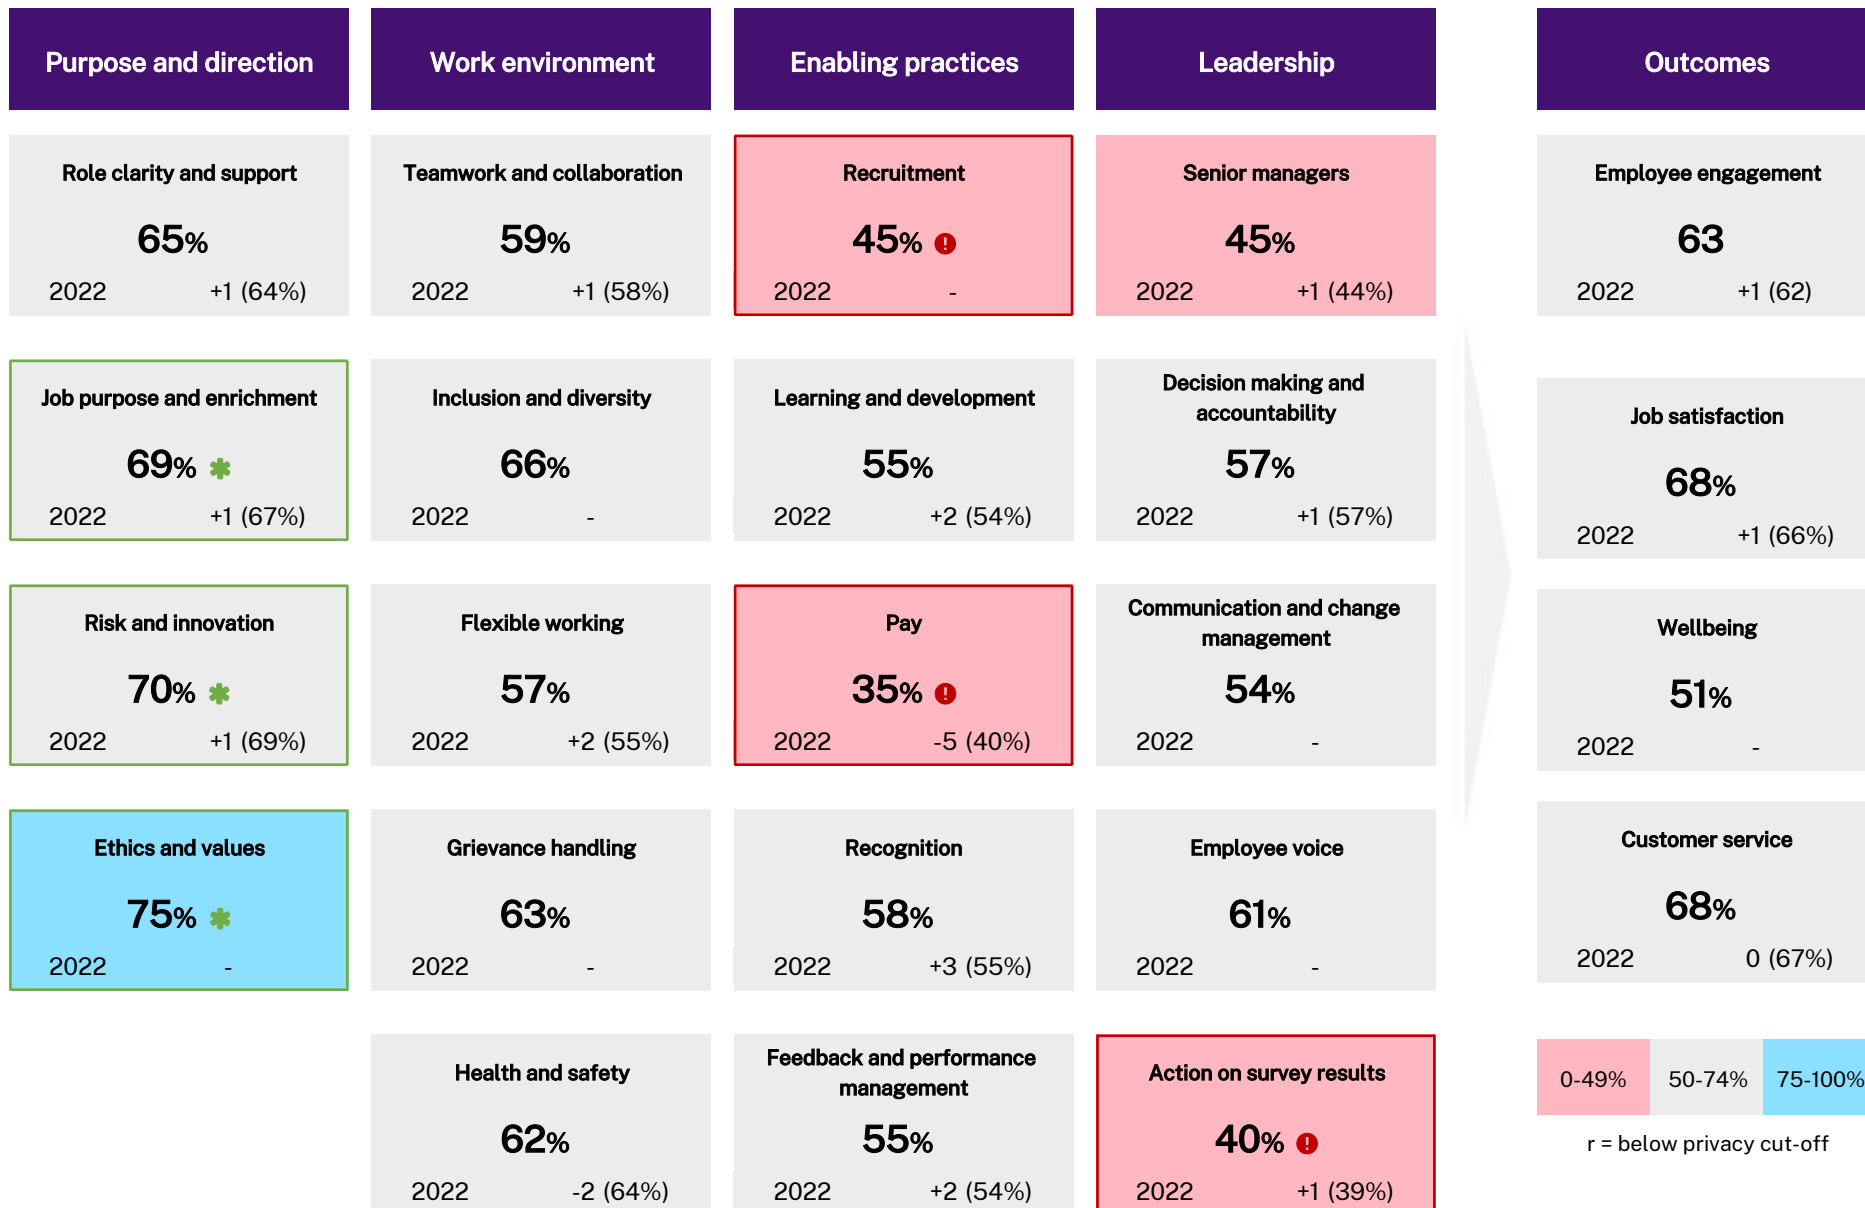 Purpose and direction
Role clarity and support
65%
2022 +1 (64%)
Job purpose and enrichment
69%
2022 +1 (67%)
Risk and innovation
70%
2022 +1 (69%)
Ethics and values
75%
2022 -
Work environment
Teamwork and collaboration
59%
2022 +1 (58%)
Inclusion and diversity
66%
2022 -
Flexible working
57%
2022 +2 (55%)
Grievance handling
63%
2022 -
Health and safety
62%
2022 -2 (64%)
Enabling practices
Recruitment
45% !
2022 -
Learning and development
55%
2022 +2 (54%)
Pay
35% !
2022 -5 (40%)
Recognition
58%
2022 +3 (55%)
Feedback and performance
management
55%
2022 +2 (54%)
Leadership
Senior managers
45%
2022 +1 (44%)
Decision making and
accountability
57%
2022 +1 (57%)
Communication and change
management
54%
2022 -
Employee voice
61%
2022 -
Action on survey results
40% !
2022 +1 (39%)
Outcomes
Employee engagement
63
2022 +1 (62)
Job satisfaction
68%
2022 +1 (66%)
Wellbeing
51%
2022 -
Customer service
68%
2022 0 (67%)
0-49% 50-74% 75-100%
r = below privacy cut-off